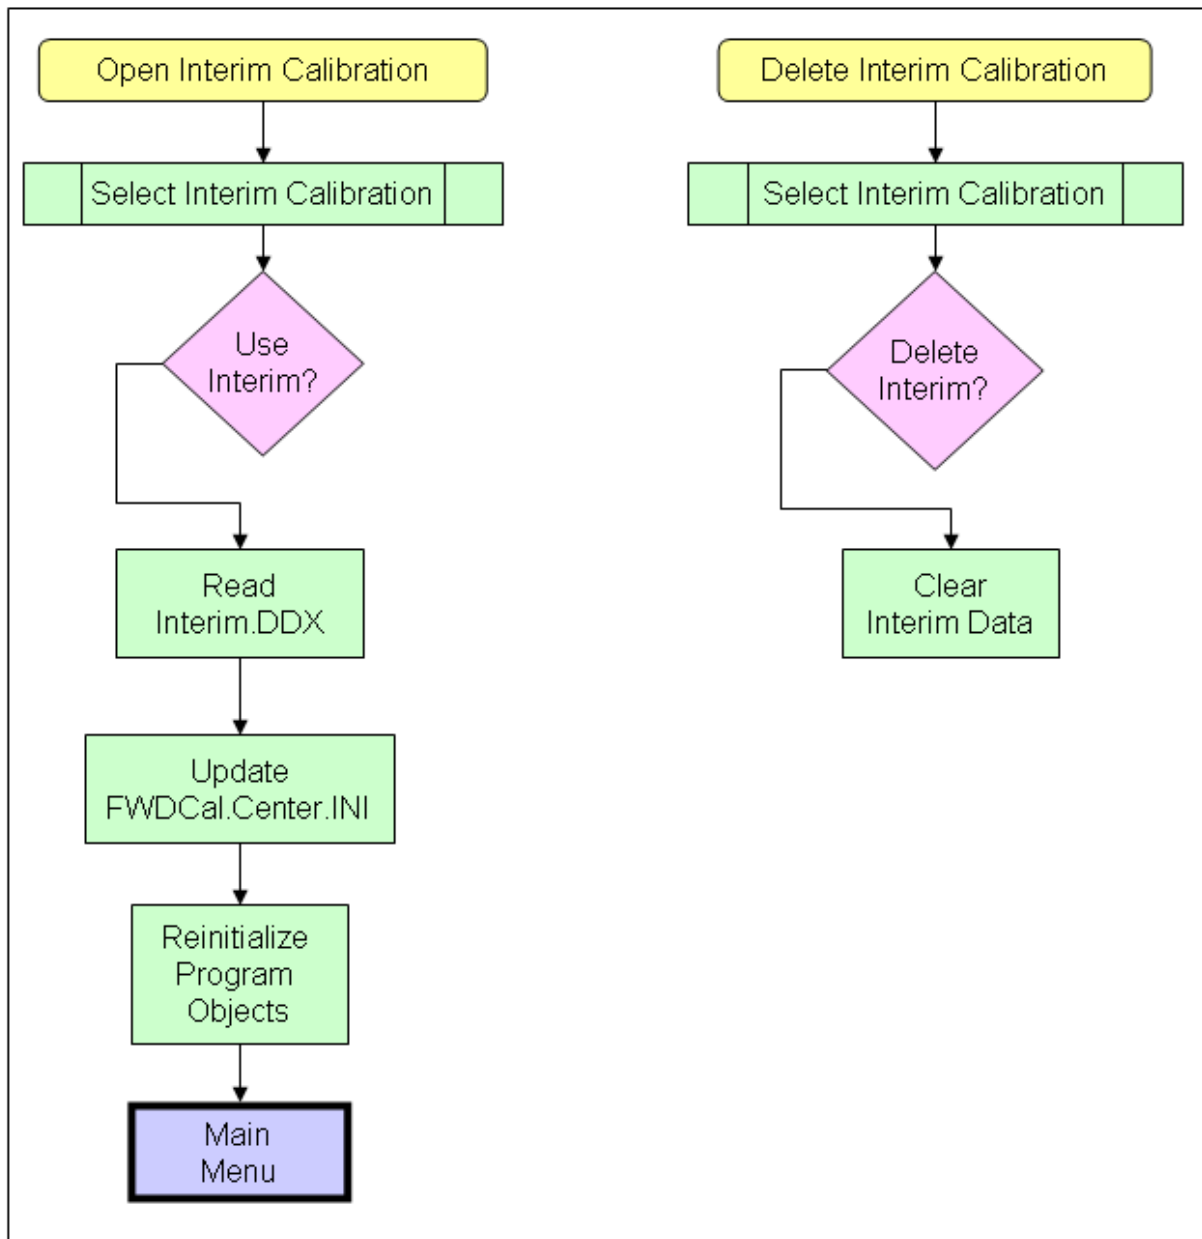 Open Interim Calibration
Select Interim Calibration
Use
Interim?
Read
Interim.DDX
Update
FWDCal.Center.INI
Reinitialize
Program
Objects
Main
Menu
Delete Interim Calibration
Select Interim Calibration
Delete
Interim?
Clear
Interim Data